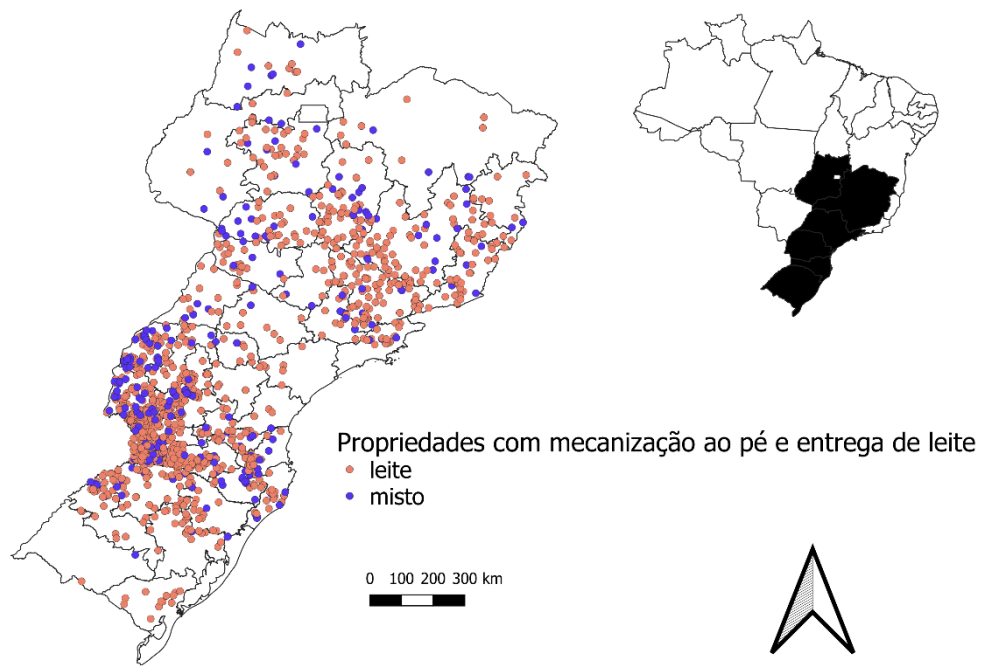 Propriedades com mecanização ao pé e entrega de leite
leite
misto
0 100 200 300 km